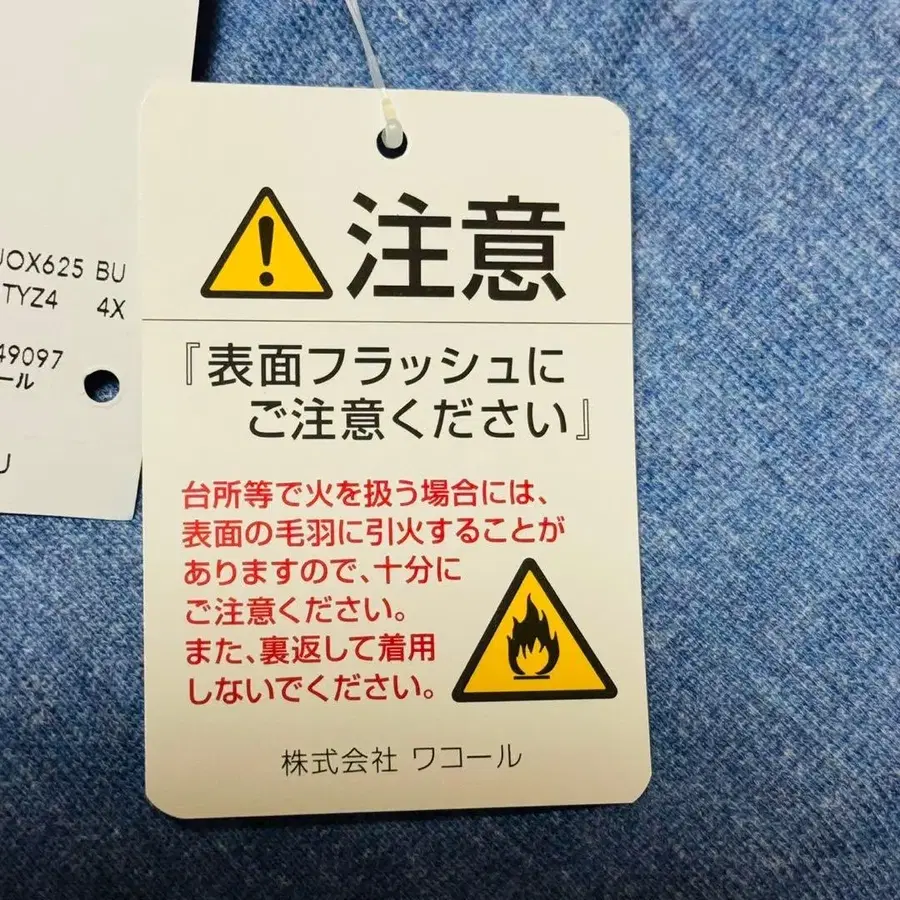 JOX625 BU
TYZ4 4X
49097
ール
U
注意
『表面フラッシュに
ご注意ください』
台所等で火を扱う場合には、
表面の毛羽に引火することが
ありますので、十分に
ご注意ください。
また、裏返して着用
しないでください。
株式会社 ワコール